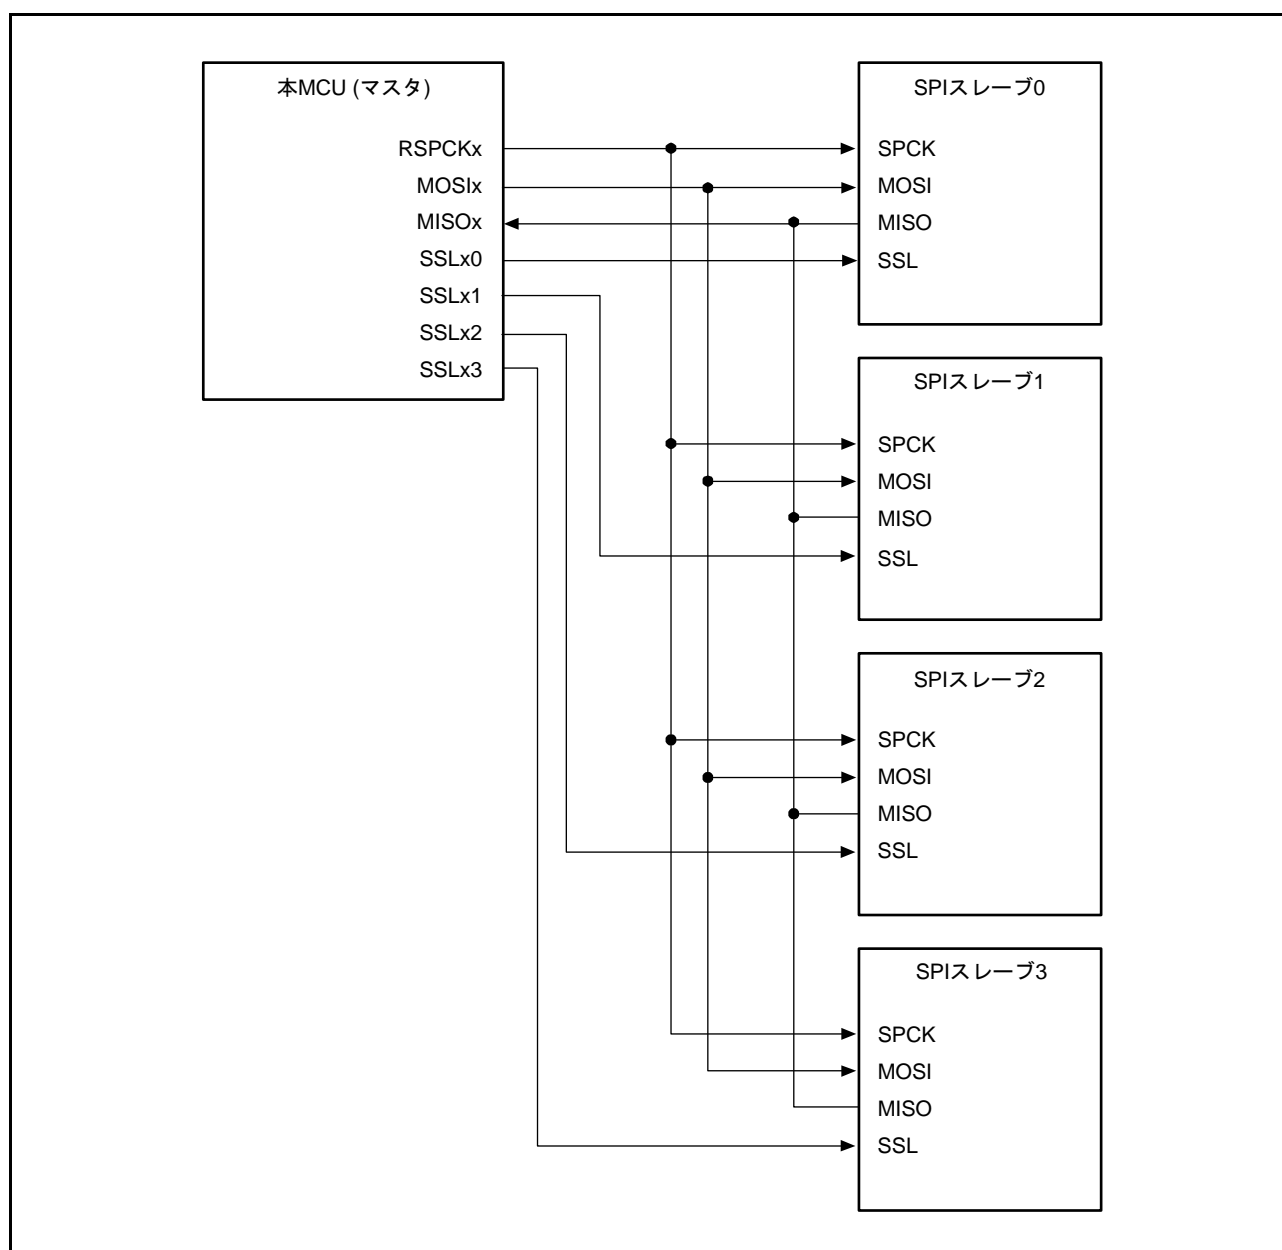 本MCU (マスタ)
RSPCKx
MOSIx
MISOx
SSLx0
SSLx1
SSLx2
SSLx3
SPIスレーブ0
SPCK
MOSI
MISO
SSL
SPIスレーブ1
SPCK
MOSI
MISO
SSL
SPIスレーブ2
SPCK
MOSI
MISO
SSL
SPIスレーブ3
SPCK
MOSI
MISO
SSL